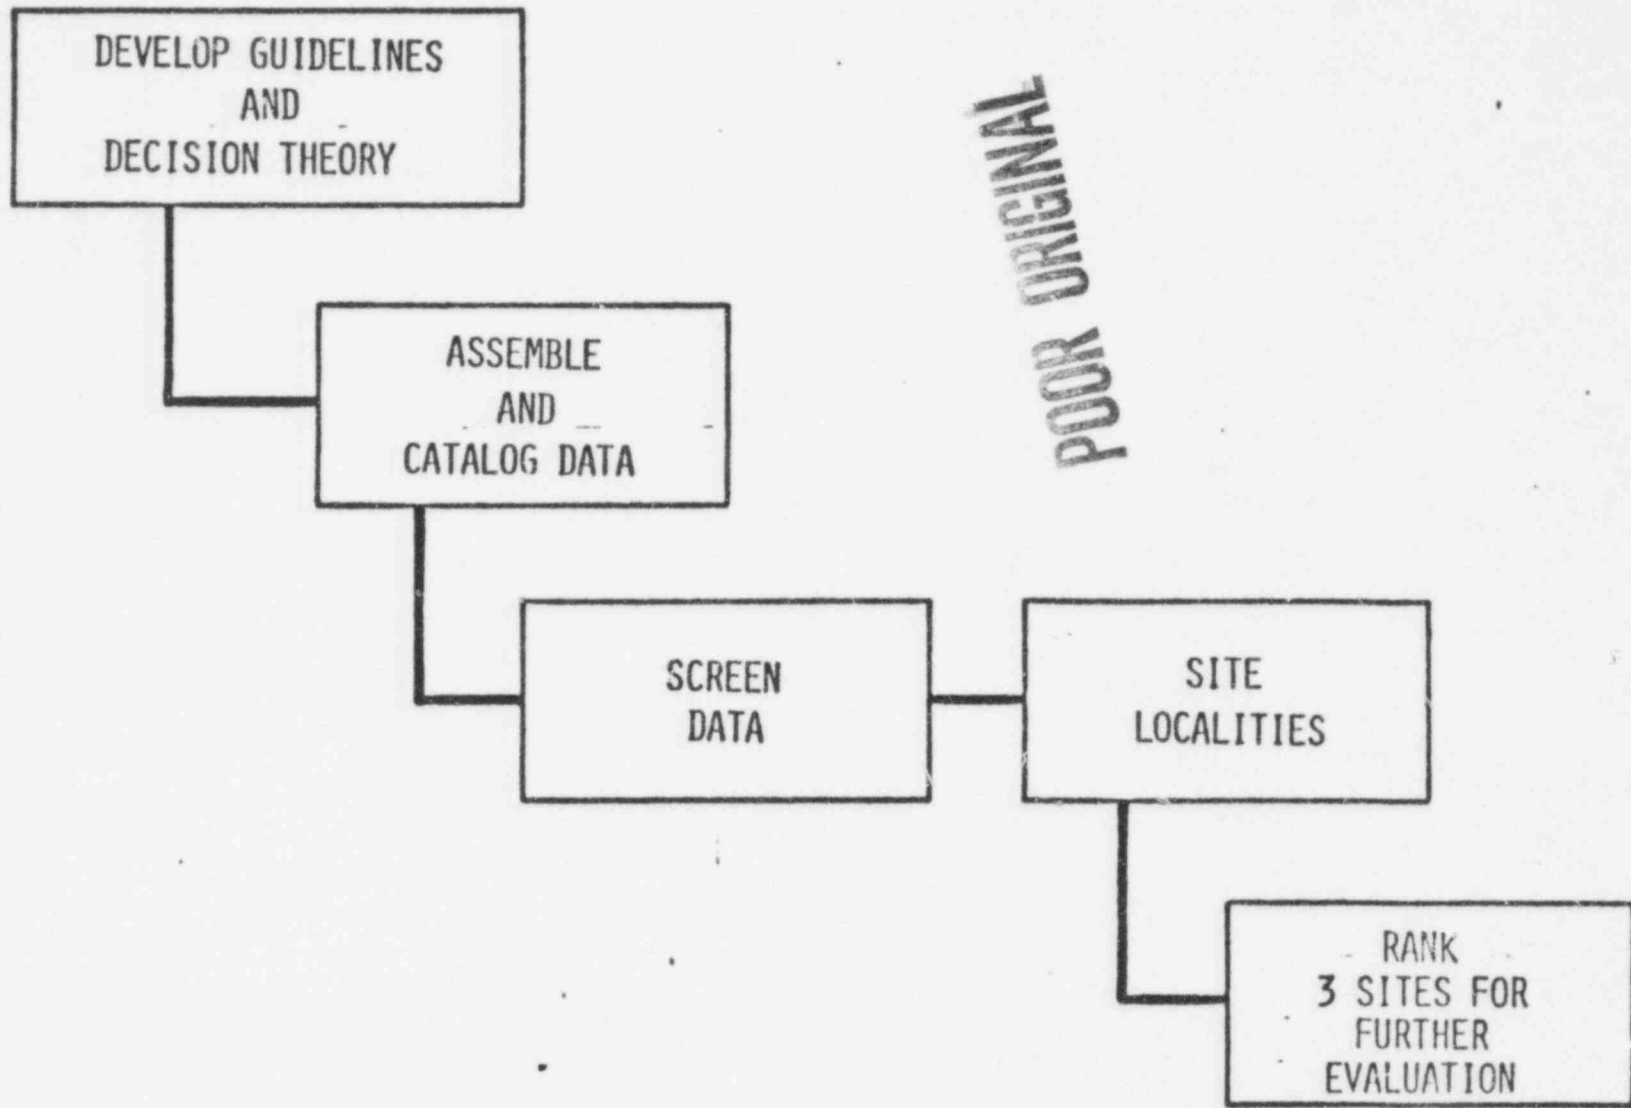 DEVELOP GUIDELINES
AND
DECISION THEORY
POOR ORIGINAL
ASSEMBLE
AND
CATALOG DATA
SCREEN
DATA
SITE
LOCALITIES
RANK
3 SITES FOR
FURTHER
EVALUATION